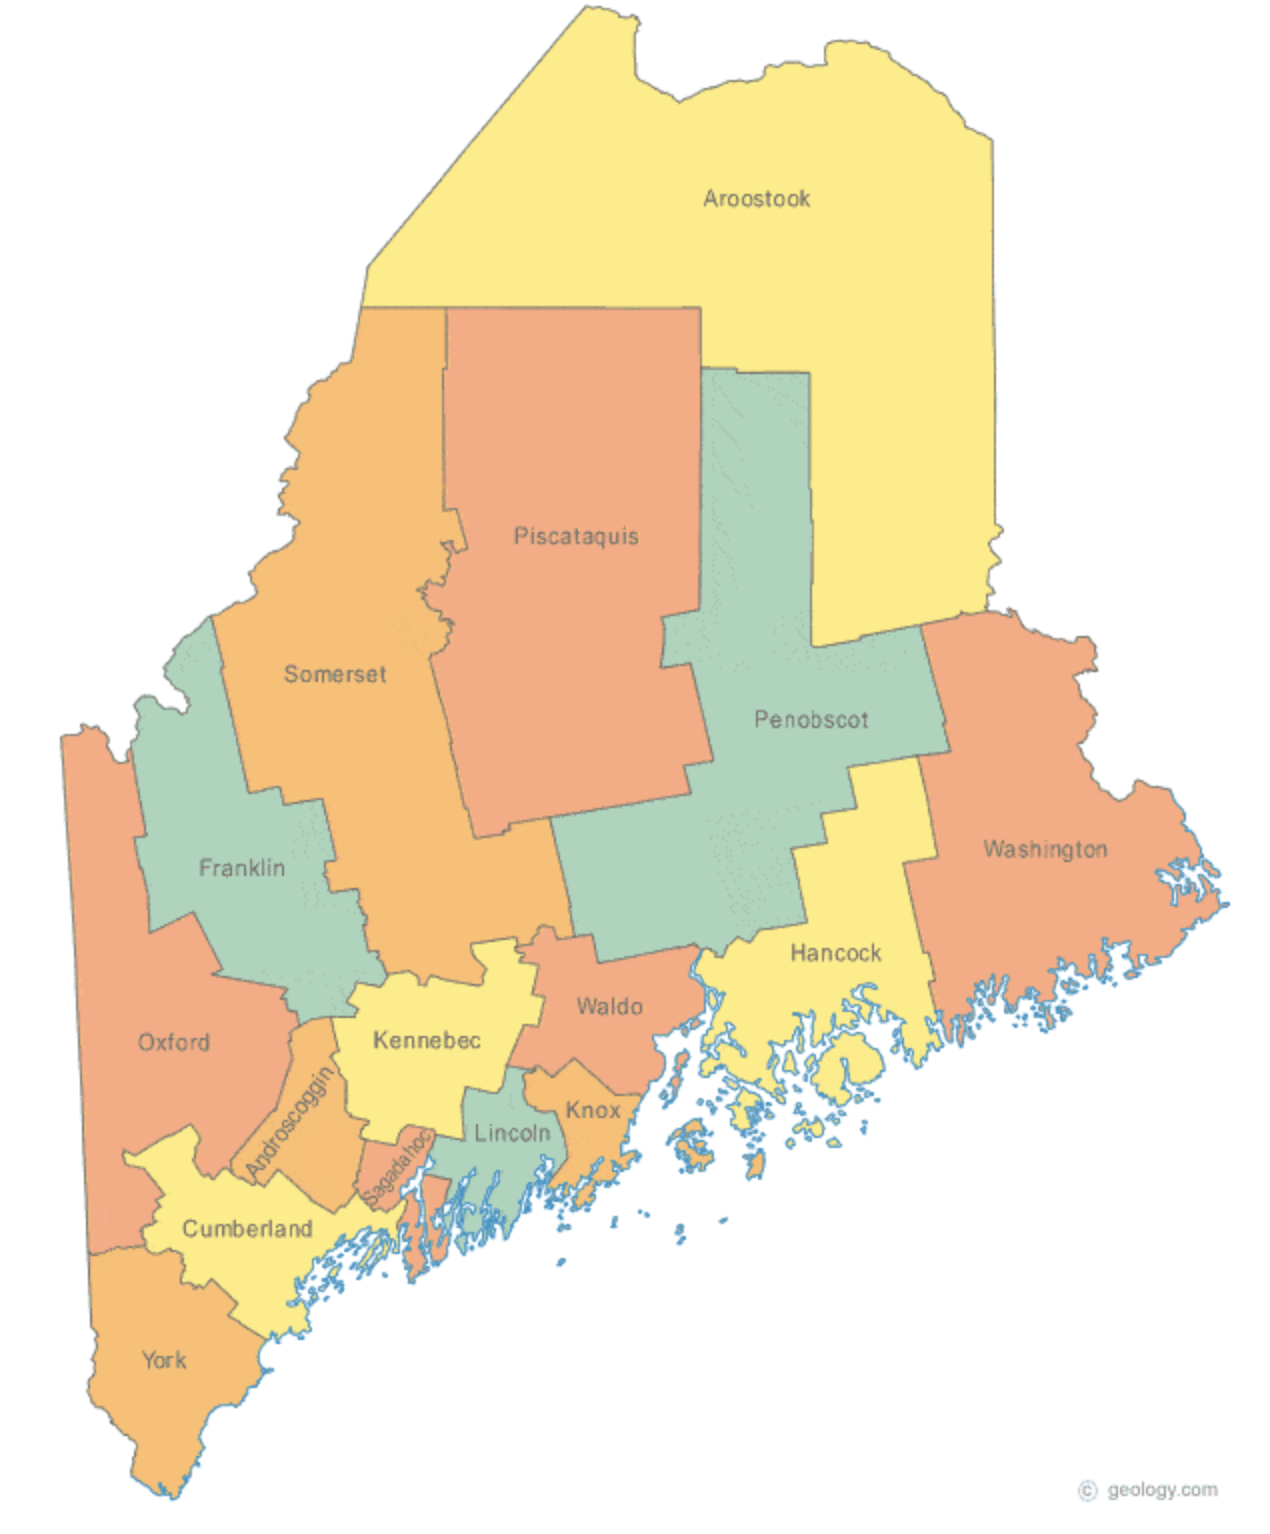 Aroostook
Piscataquis
Somerset
Penobscot
Washington
Franklin
Hancock
Waldo
Oxford
Kennebec
Androscoggin
Knox
Lincoln
Sagadahoc
Cumberland
York
© geology.com